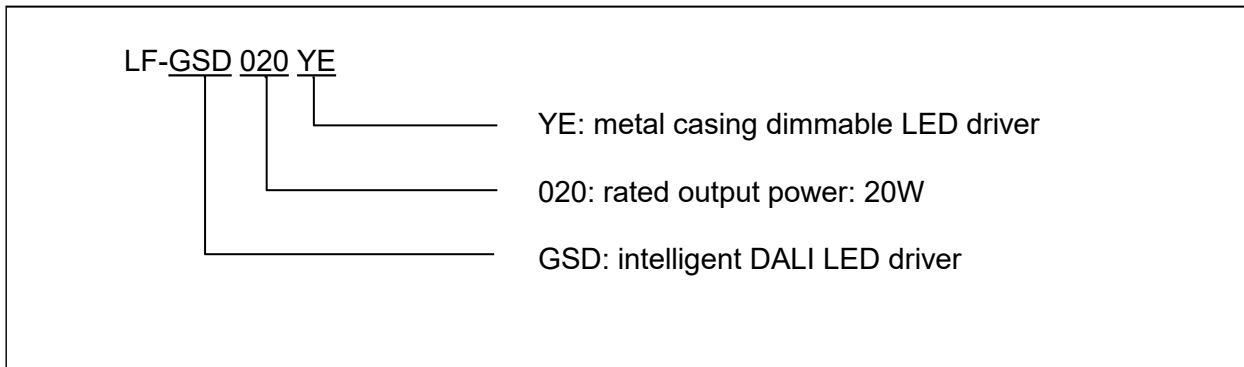 LF-GSD 020 YE
YE: metal casing dimmable LED driver
020: rated output power: 20W
GSD: intelligent DALI LED driver